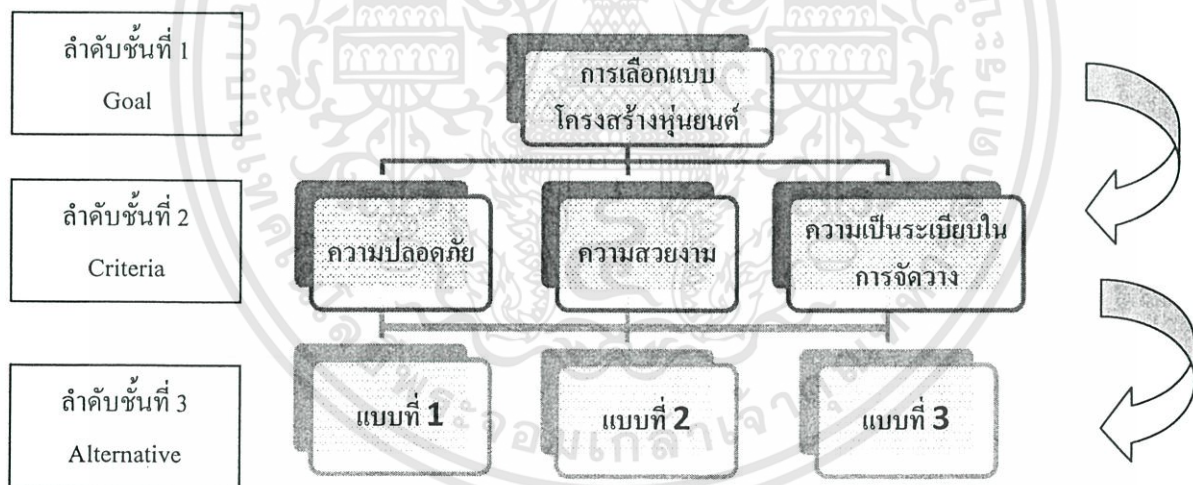 ลำดับชั้นที่ 1
Goal
การเลือกแบบ
โครงสร้างหุ่นยนต์
ลำดับชั้นที่ 2
Criteria
ความปลอดภัย
ความสวยงาม
ความเป็นระเบียบใน
การจัดวาง
ลำดับชั้นที่ 3
Alternative
แบบที่ 1
แบบที่ 2
แบบที่ 3